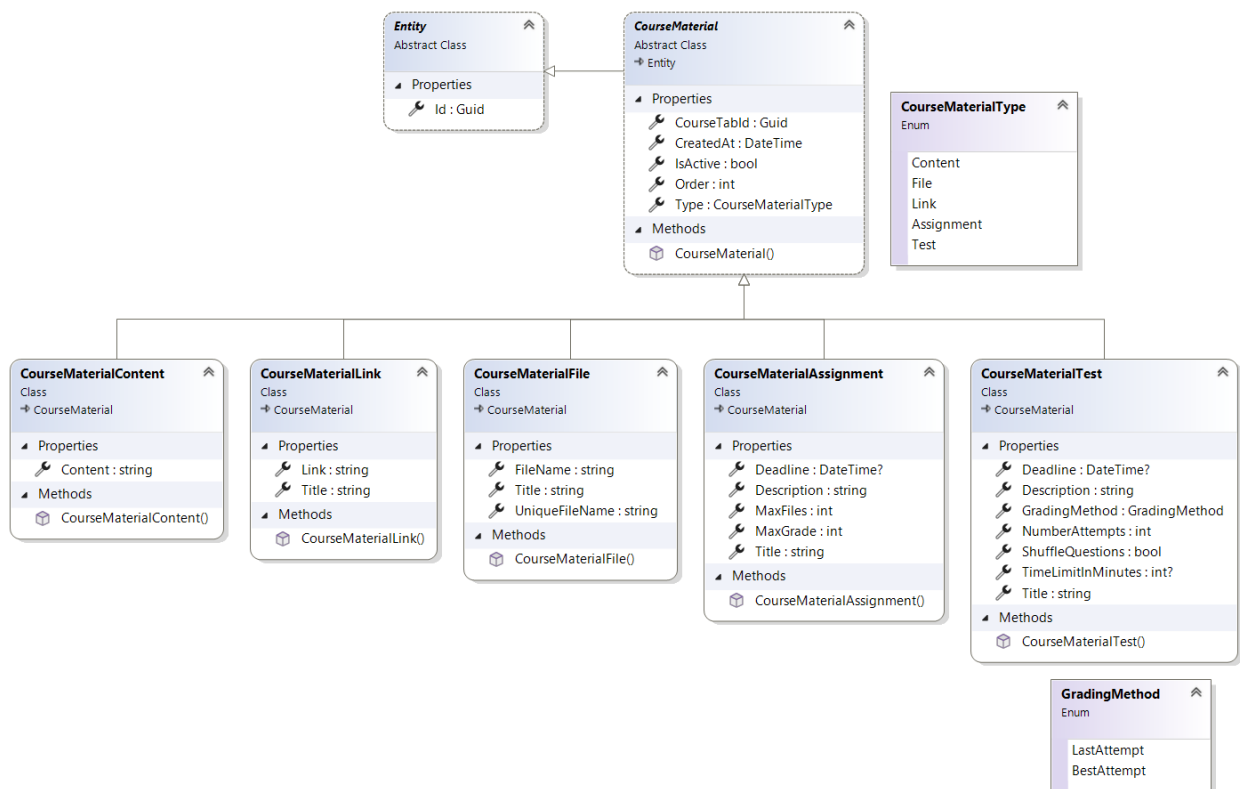 Entity
Abstract Class
Properties
Id : Guid
CourseMaterial
Abstract Class
Entity
Properties
CourseTabId : Guid
CreatedAt : DateTime
IsActive : bool
Order : int
Type : CourseMaterialType
Methods
CourseMaterial()
CourseMaterialType
Enum
Content
File
Link
Assignment
Test
CourseMaterialContent
Class
CourseMaterial
Properties
Content : string
Methods
CourseMaterialContent()
CourseMaterialLink
Class
CourseMaterial
Properties
Link : string
Title : string
Methods
CourseMaterialLink()
CourseMaterialFile
Class
CourseMaterial
Properties
FileName : string
Title : string
UniqueFileName : string
Methods
CourseMaterialFile()
CourseMaterialAssignment
Class
CourseMaterial
Properties
Deadline : DateTime?
Description : string
MaxFiles : int
MaxGrade : int
Title : string
Methods
CourseMaterialAssignment()
CourseMaterialTest
Class
CourseMaterial
Properties
Deadline : DateTime?
Description : string
GradingMethod : GradingMethod
NumberAttempts : int
ShuffleQuestions : bool
TimeLimitInMinutes : int?
Title : string
Methods
CourseMaterialTest()
GradingMethod
Enum
LastAttempt
BestAttempt